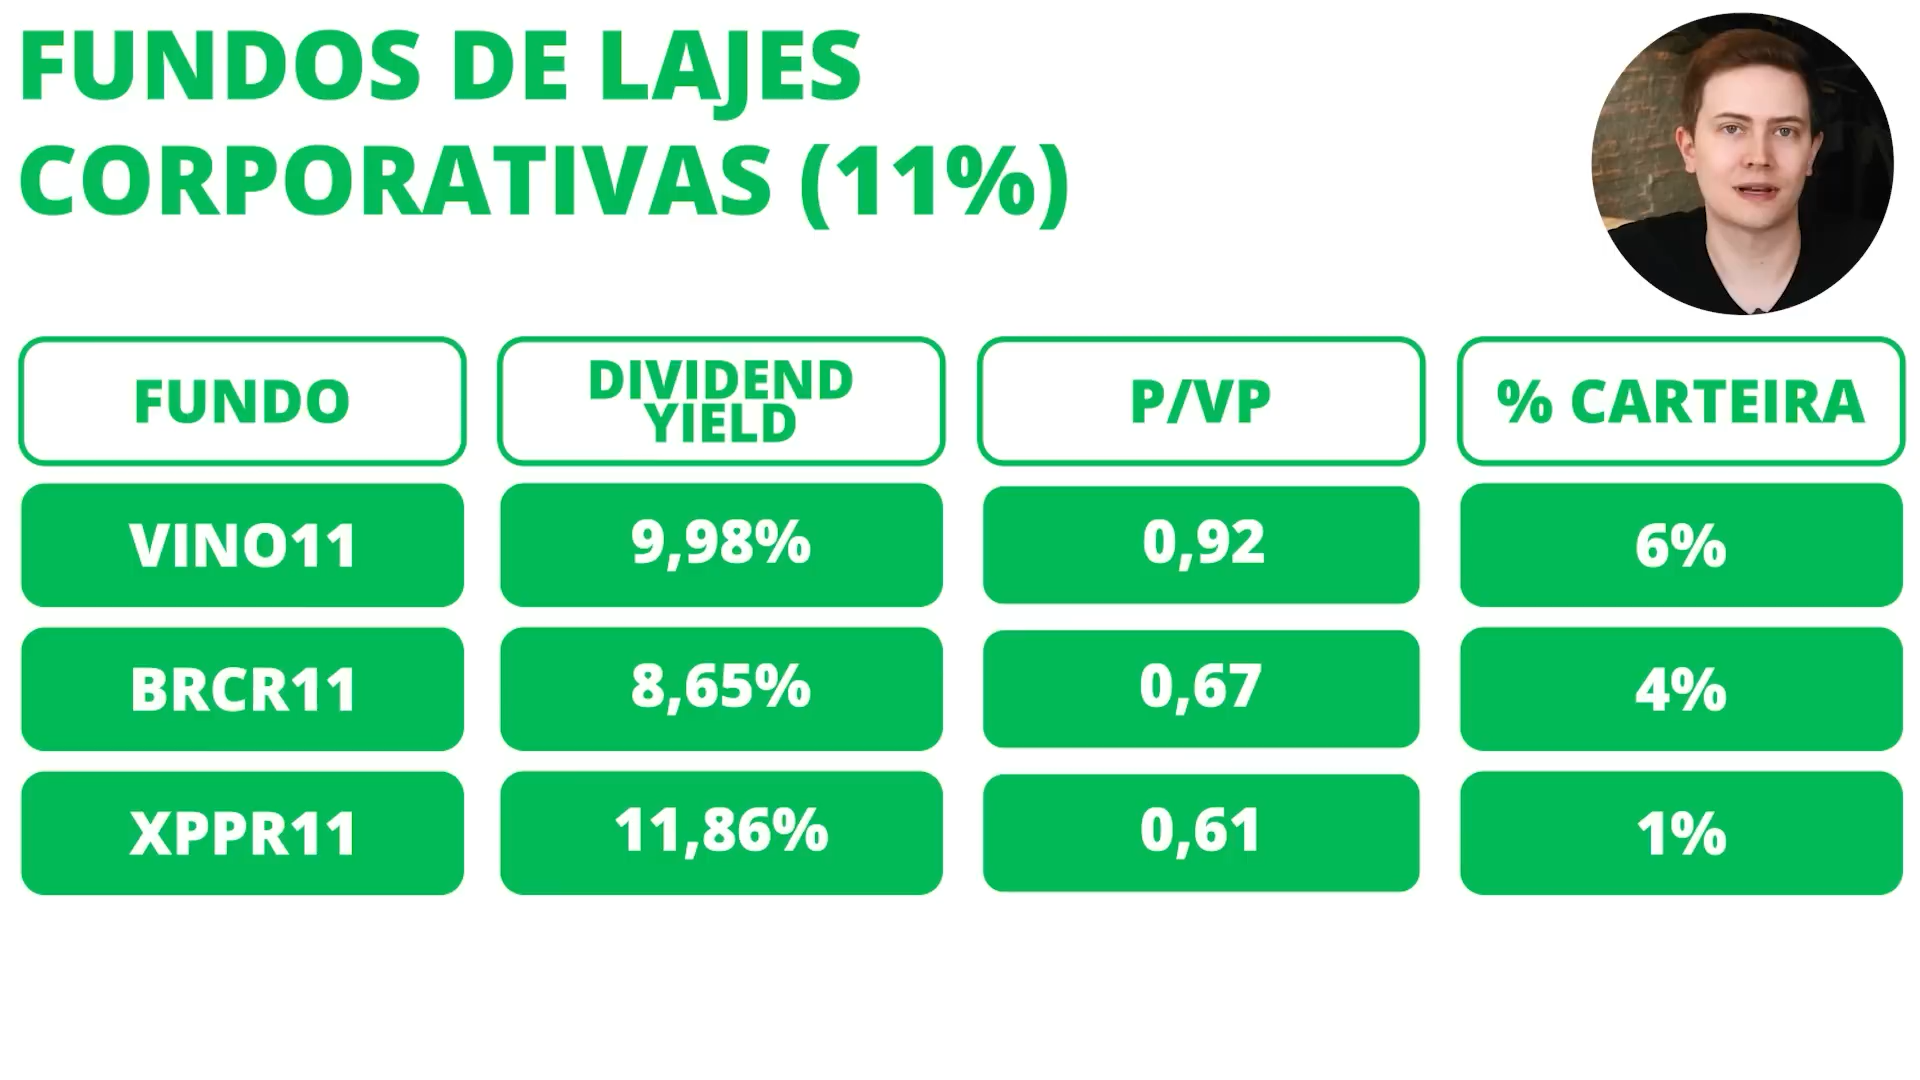 FUNDOS DE LAJES
CORPORATIVAS (11%)
FUNDO
DIVIDEND
YIELD
P/VP
% CARTEIRA
VINO11
9,98%
0,92
6%
BRCR11
8,65%
0,67
4%
XPPR11
11,86%
0,61
1%